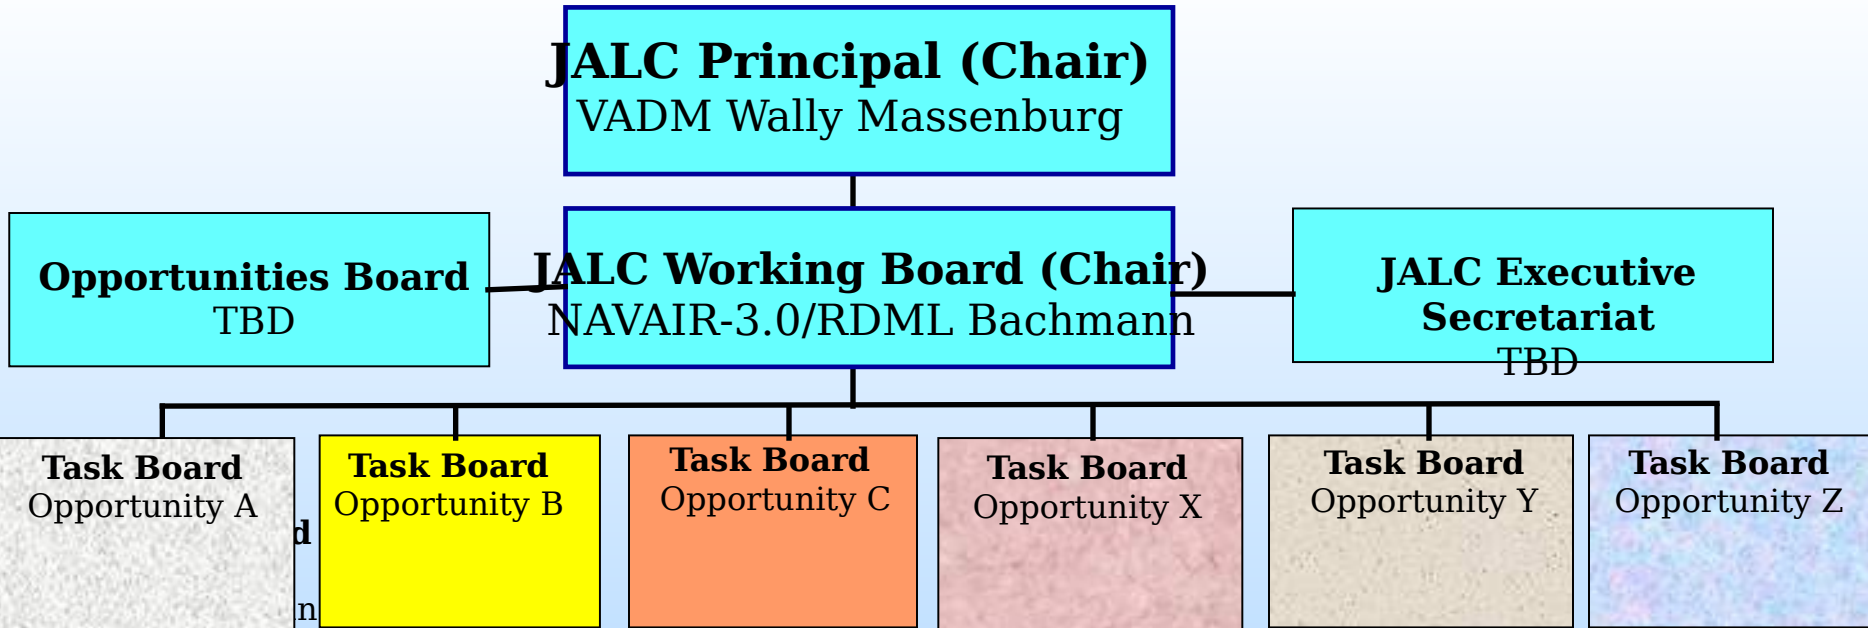 JALC Principal (Chair)
VADM Wally Massenburg
Opportunities Board
TBD
JALC Working Board (Chair)
NAVAIR-3.0/RDML Bachmann
JALC Executive
Secretariat
TBD
Task Board
Opportunity A
Task Board
Opportunity B
Task Board
Opportunity C
Task Board
Opportunity X
Task Board
Opportunity Y
Task Board
Opportunity Z